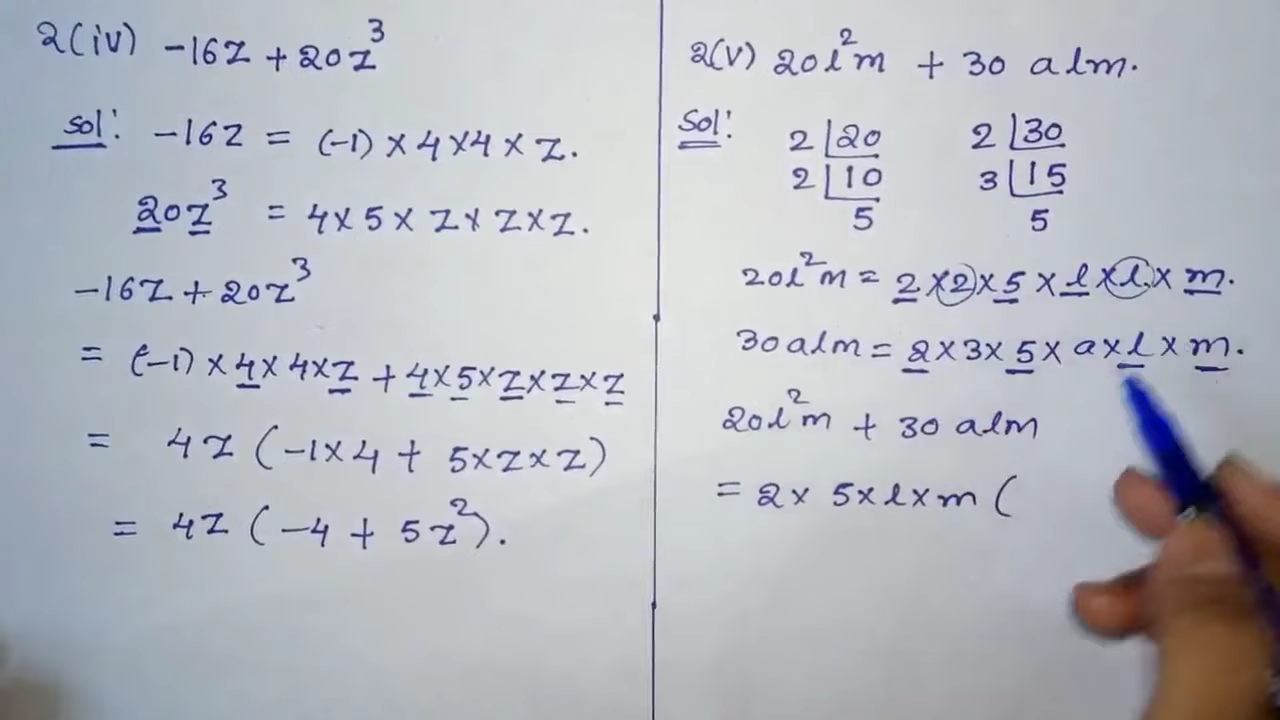 2(iv) -16z + 20z³
Sol: -16z = (-1) × 4 × 4 × z.
20z³ = 4 × 5 × z × z × z.
-16z + 20z³
= (-1) × 4 × 4 × z + 4 × 5 × z × z × z
= 4z (-1 × 4 + 5 × z × z)
= 4z (-4 + 5z²).
2(v) 20l²m + 30 alm.
Sol:
2 | 20
2 | 10
5
2 | 30
3 | 15
5
20l²m = 2 × 2 × 5 × l × l × m.
30alm = 2 × 3 × 5 × a × l × m.
20l²m + 30 alm
= 2 × 5 × l × m (